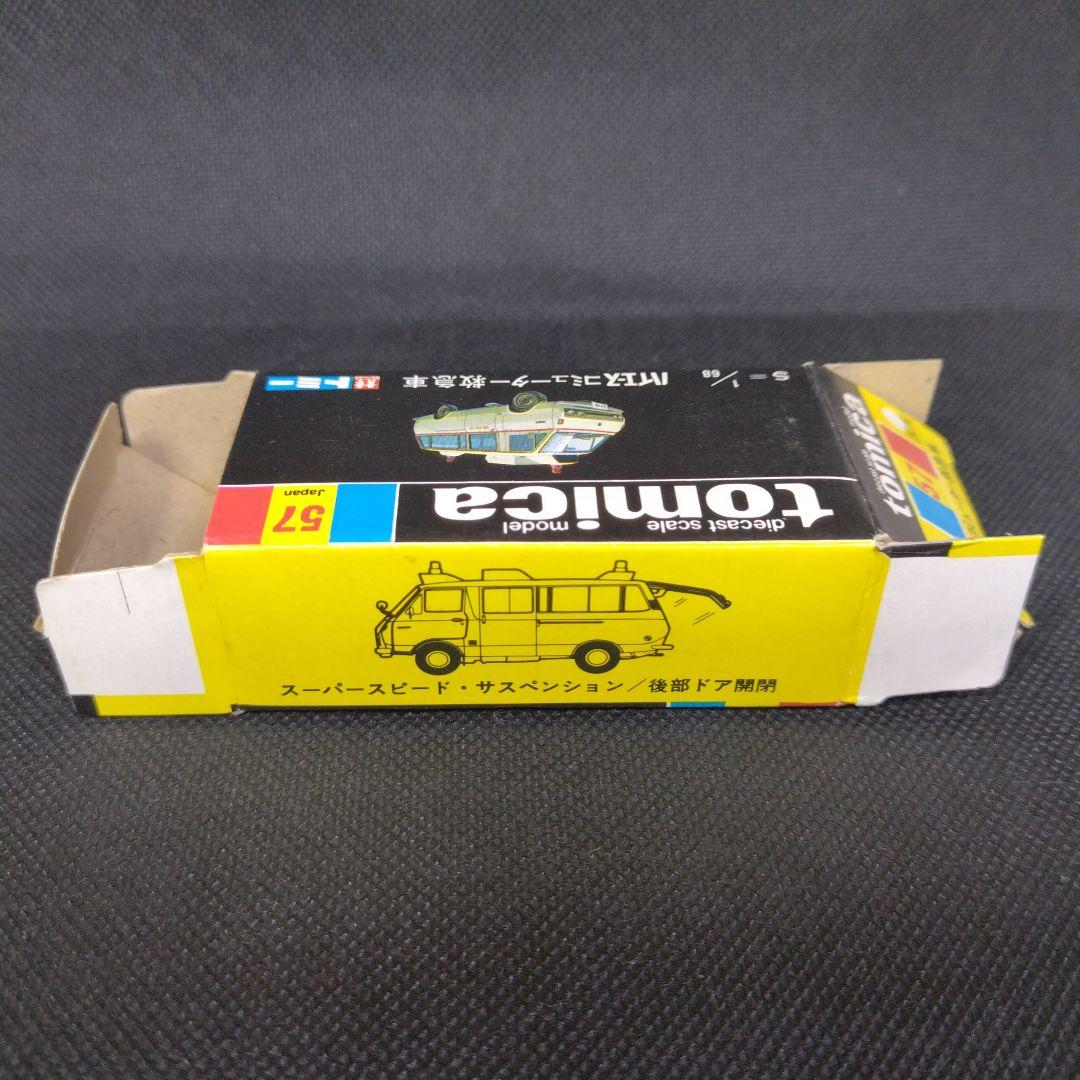 tomica
diecast scale model
57
Japan
ハイエースコミューター救急車
S=1/68
トミー
スーパースピード・サスペンション/後部ドア開閉
tomica
57